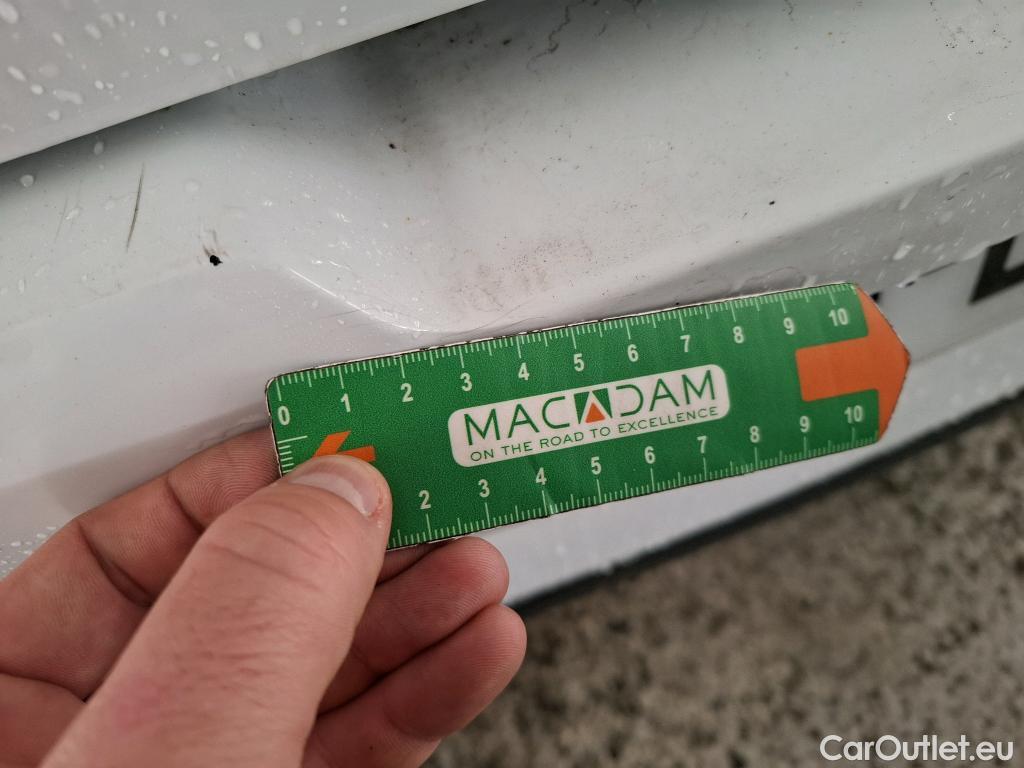 0 1 2 3 4 5 6 7 8 9 10
MACADAM
ON THE ROAD TO EXCELLENCE
2 3 4 5 6 7 8 9 10
CarOutlet.eu